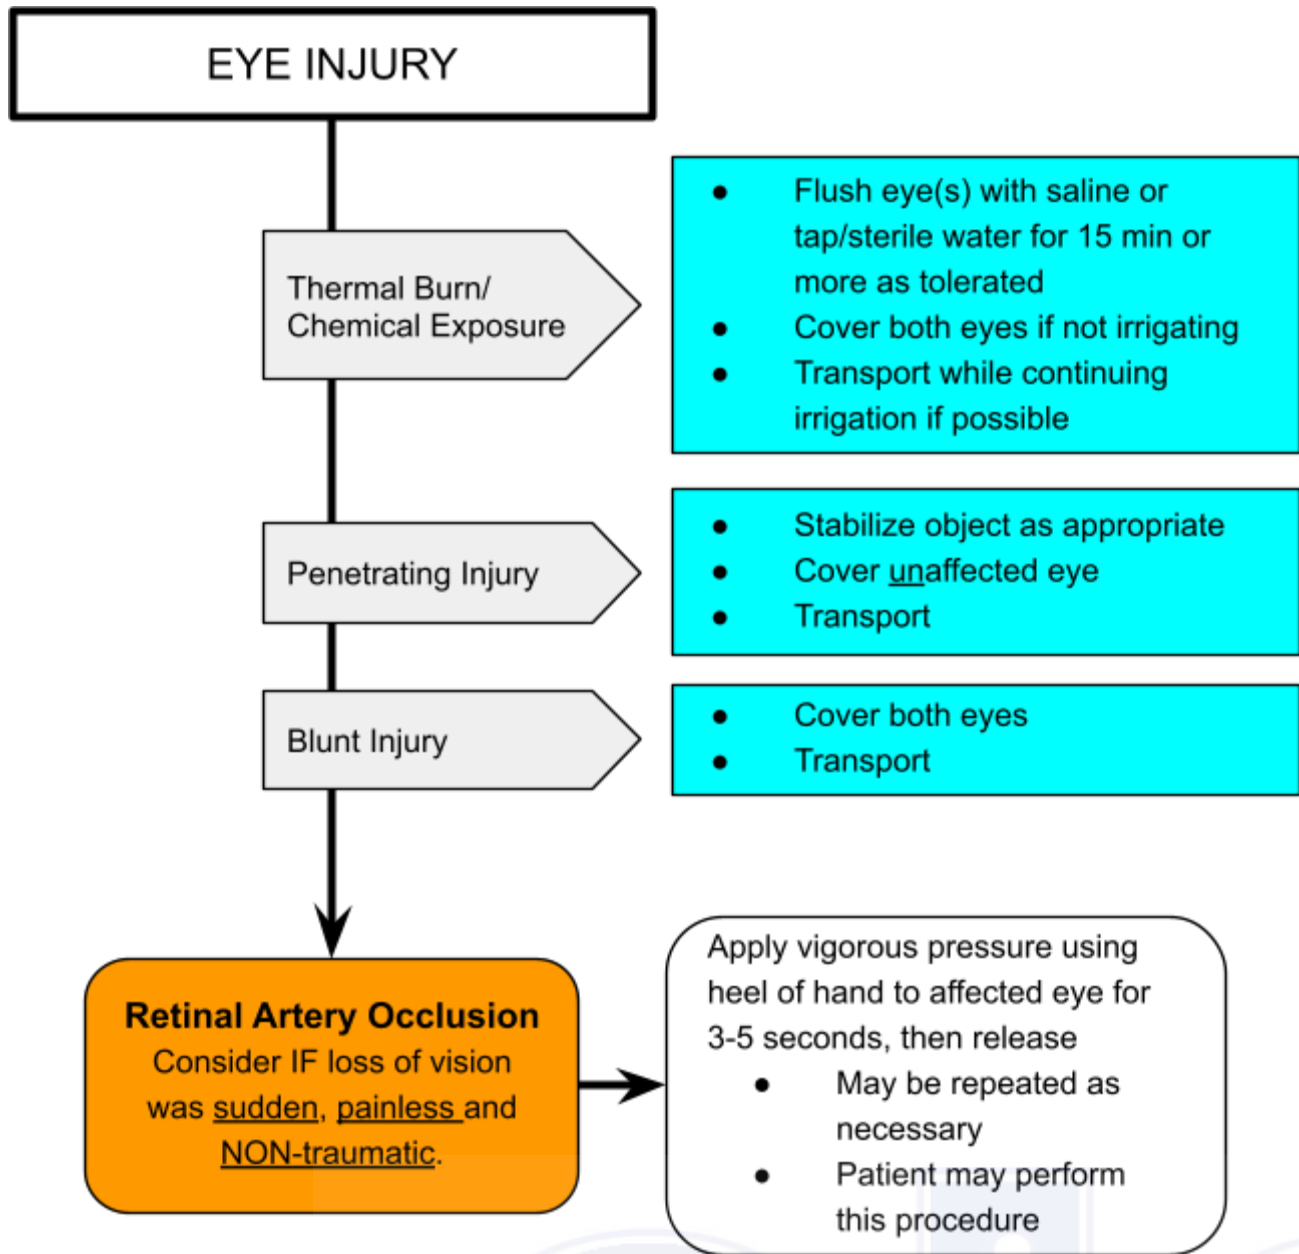 EYE INJURY
Thermal Burn/
Chemical Exposure
● Flush eye(s) with saline or
tap/sterile water for 15 min or
more as tolerated
● Cover both eyes if not irrigating
● Transport while continuing
irrigation if possible
Penetrating Injury
● Stabilize object as appropriate
● Cover unaffected eye
● Transport
Blunt Injury
● Cover both eyes
● Transport
Retinal Artery Occlusion
Consider IF loss of vision
was sudden, painless and
NON-traumatic.
Apply vigorous pressure using
heel of hand to affected eye for
3-5 seconds, then release
● May be repeated as
necessary
● Patient may perform
this procedure